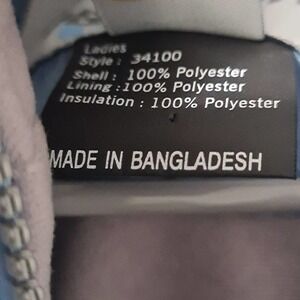 Ladies
Style : 34100
Shell : 100% Polyester
Lining : 100% Polyester
Insulation : 100% Polyester
MADE IN BANGLADESH